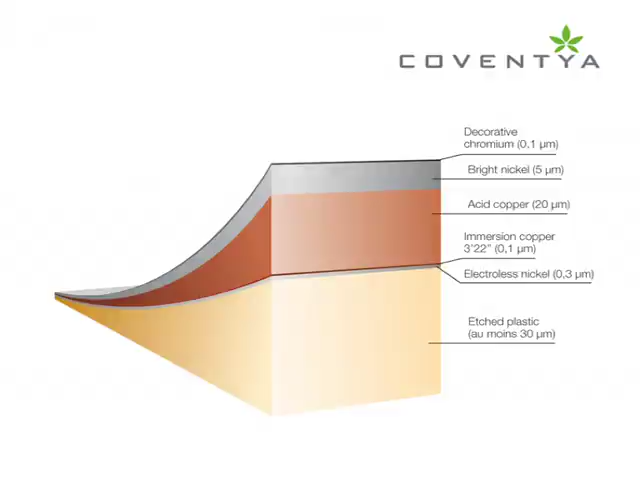 COVENTYA
Decorative
chromium (0,1 µm)
Bright nickel (5 µm)
Acid copper (20 µm)
Immersion copper
3’22” (0,1 µm)
Electroless nickel (0,3 µm)
Etched plastic
(au moins 30 µm)